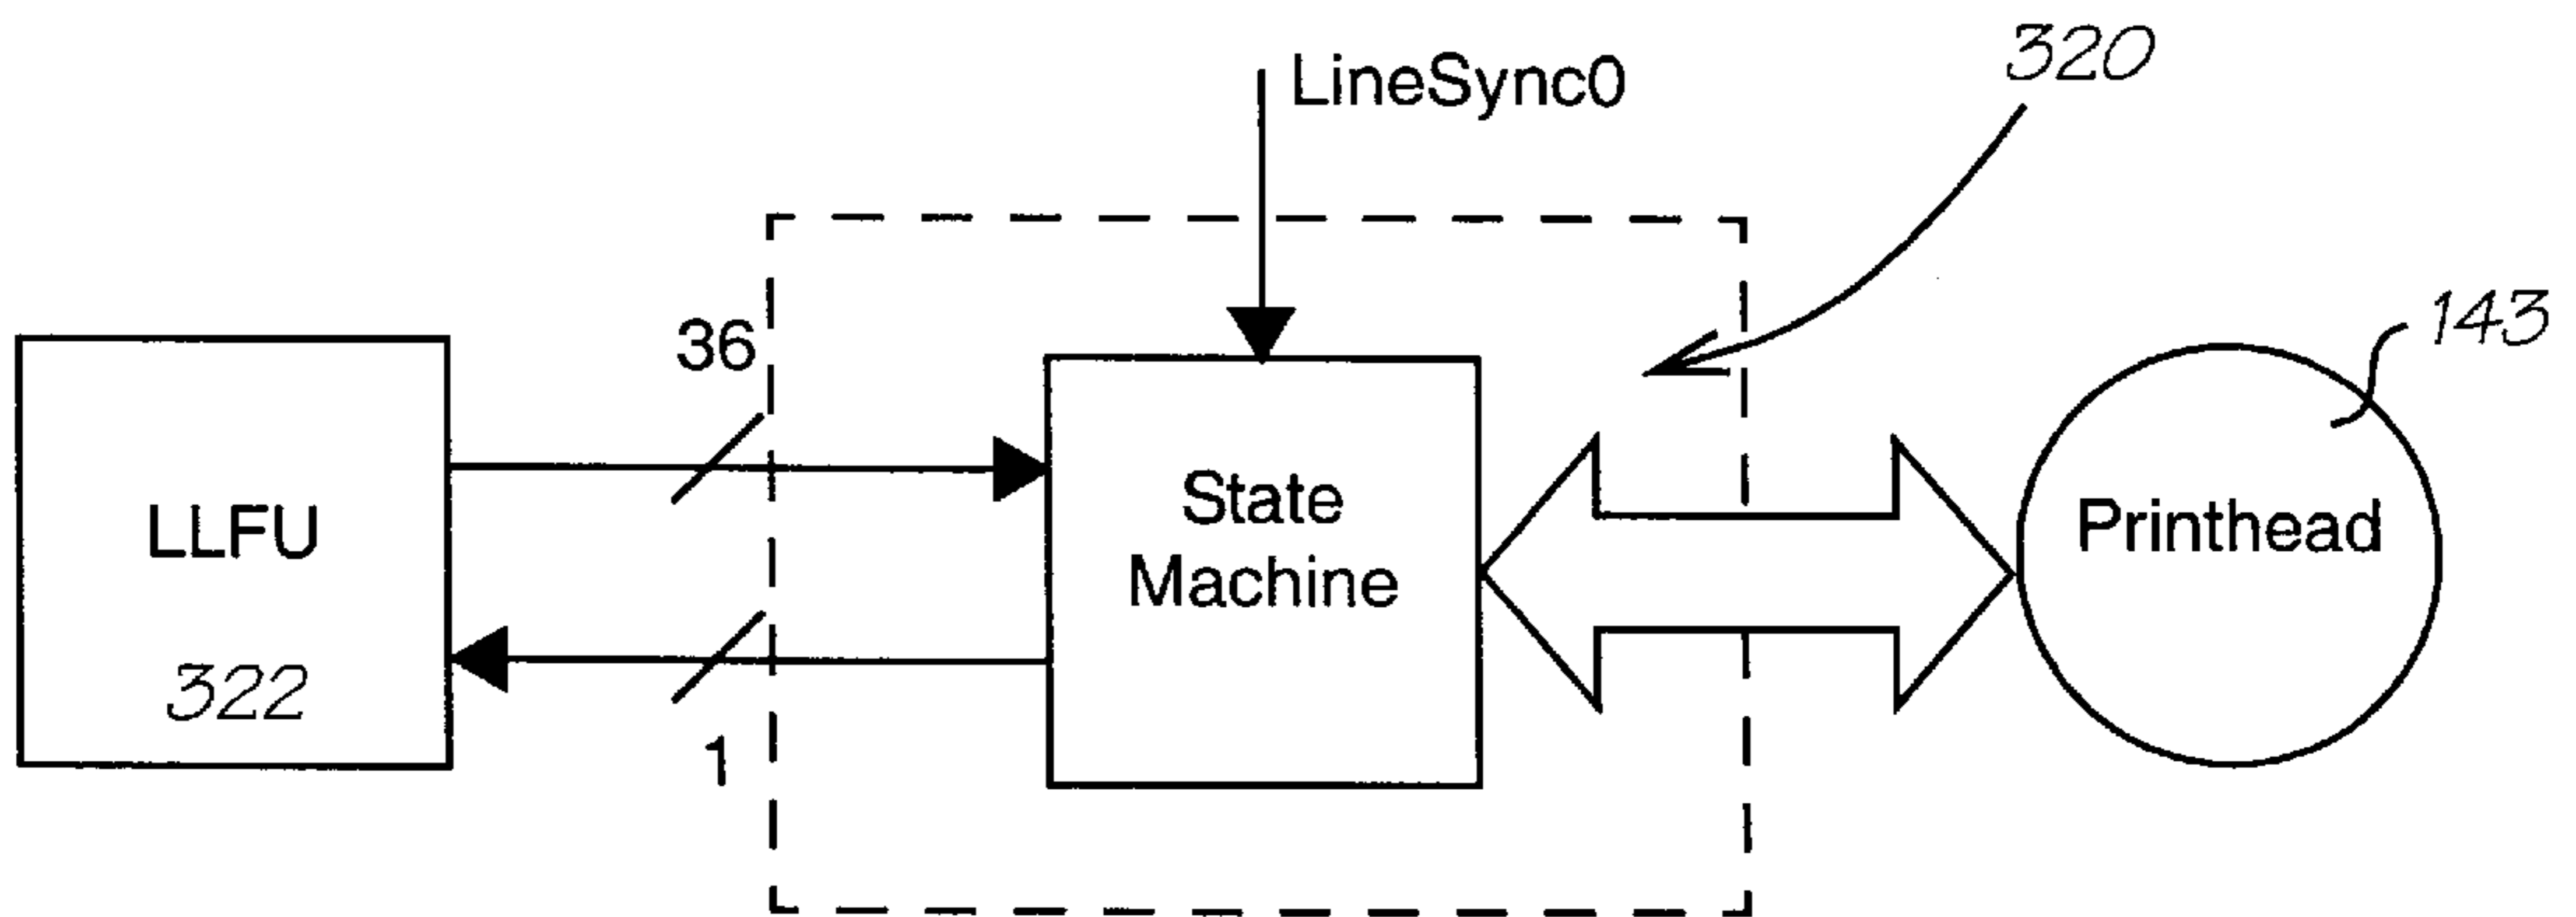 LineSync0
320
36
143
LLFU
322
State
Machine
Printhead
1